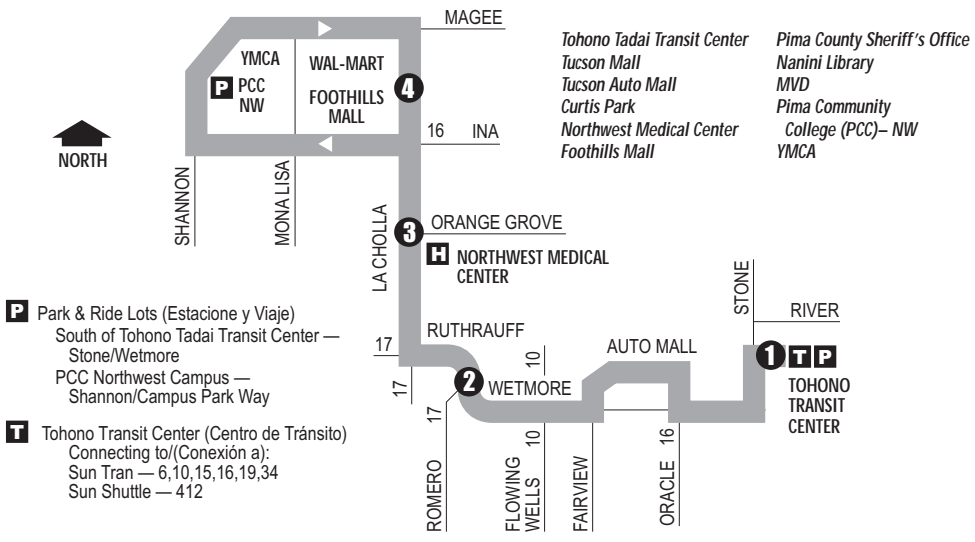 MAGEE
YMCA
P PCC
NW
WAL-MART
FOOTHILLS
MALL
4
16 INA
NORTH
SHANNON
MONA LISA
LA CHOLLA
3
ORANGE GROVE
H NORTHWEST MEDICAL
CENTER
Tohono Tadai Transit Center
Tucson Mall
Tucson Auto Mall
Curtis Park
Northwest Medical Center
Foothills Mall
Pima County Sheriff's Office
Nanini Library
MVD
Pima Community
College (PCC)– NW
YMCA
STONE
RIVER
RUTHRAUFF
17
17
17
2
WETMORE
10
10
AUTO MALL
1 T P
TOHONO
TRANSIT
CENTER
16
ROMERO
FLOWING
WELLS
FAIRVIEW
ORACLE
P Park & Ride Lots (Estacione y Viaje)
South of Tohono Tadai Transit Center —
Stone/Wetmore
PCC Northwest Campus —
Shannon/Campus Park Way
T Tohono Transit Center (Centro de Tránsito)
Connecting to/(Conexión a):
Sun Tran — 6,10,15,16,19,34
Sun Shuttle — 412